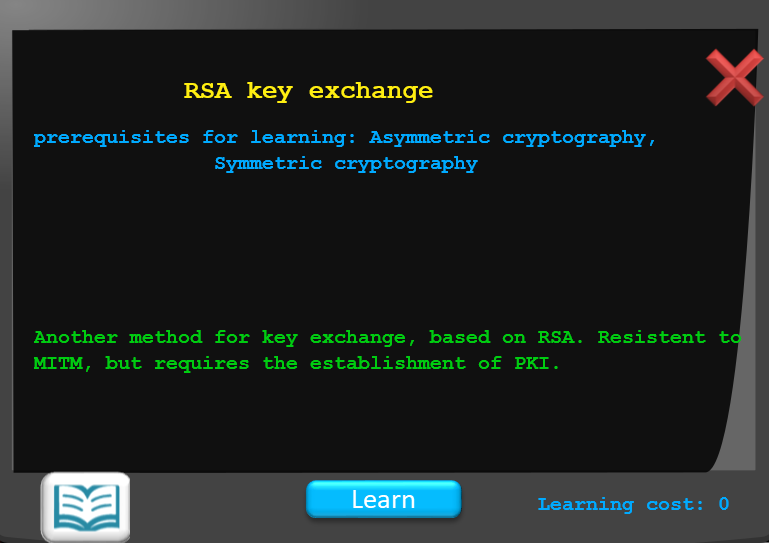 RSA key exchange
prerequisites for learning: Asymmetric cryptography,
Symmetric cryptography
Another method for key exchange, based on RSA. Resistent to
MITM, but requires the establishment of PKI.
Learn
Learning cost: 0